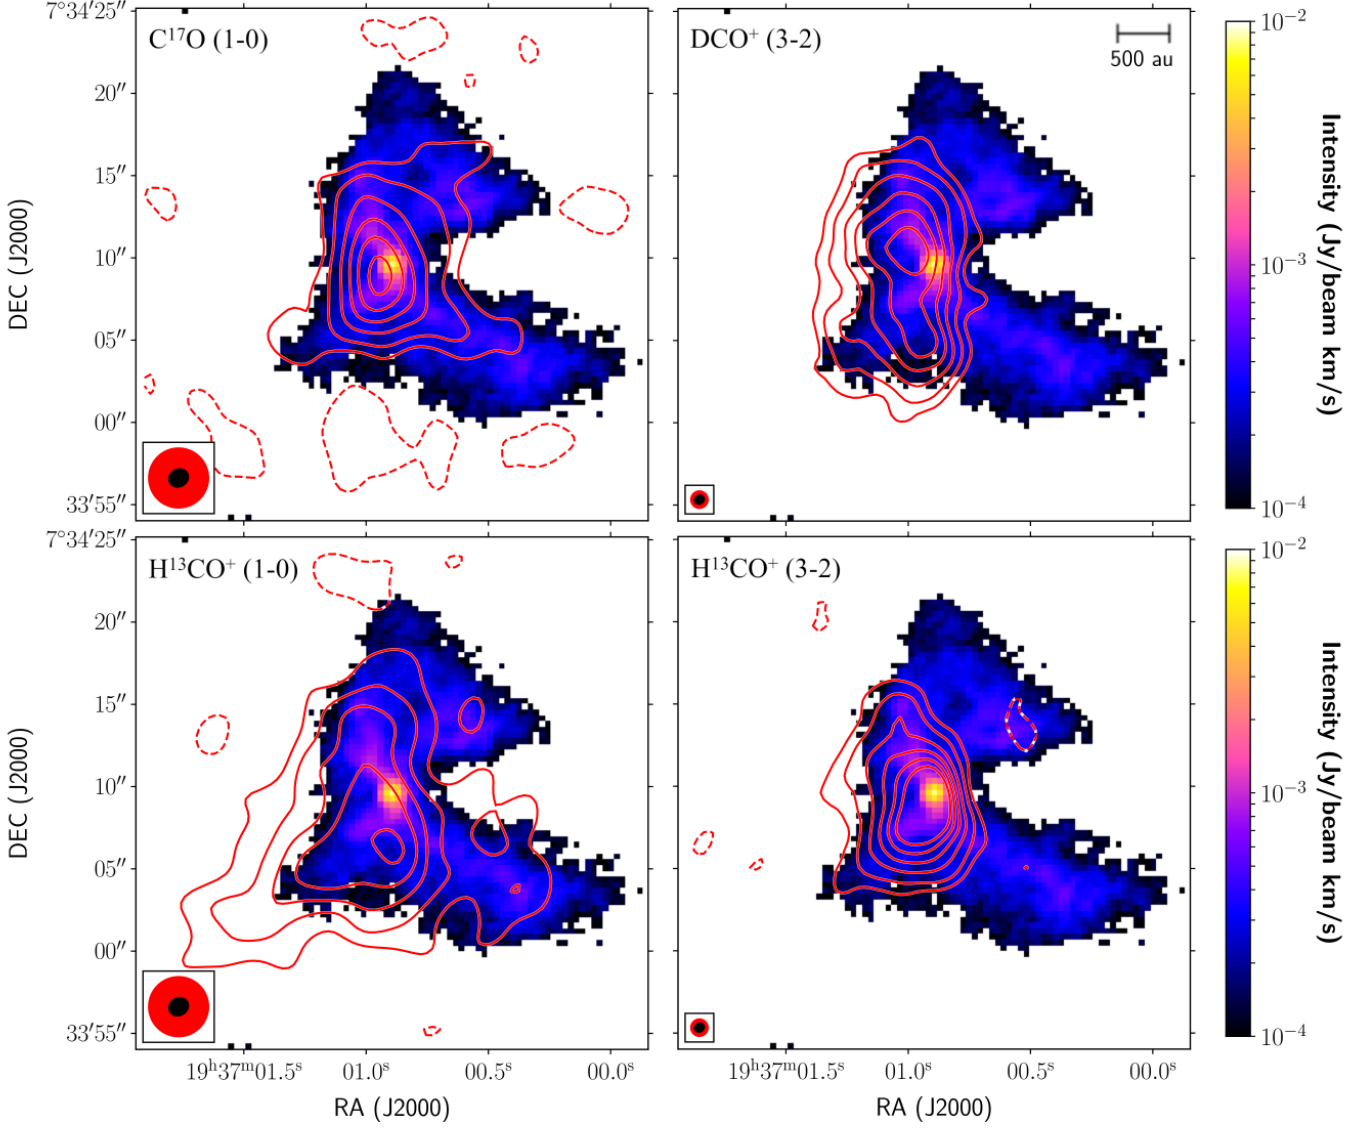 7°34′25″
C¹⁷O (1-0)
DCO⁺ (3-2)
500 au
20″
15″
10″
05″
00″
33′55″
DEC (J2000)
10⁻²
10⁻³
10⁻⁴
Intensity (Jy/beam km/s)
7°34′25″
H¹³CO⁺ (1-0)
H¹³CO⁺ (3-2)
20″
15″
10″
05″
00″
33′55″
DEC (J2000)
10⁻²
10⁻³
10⁻⁴
Intensity (Jy/beam km/s)
19ʰ37ᵐ01.5ˢ 01.0ˢ 00.5ˢ 00.0ˢ
19ʰ37ᵐ01.5ˢ 01.0ˢ 00.5ˢ 00.0ˢ
RA (J2000)
RA (J2000)